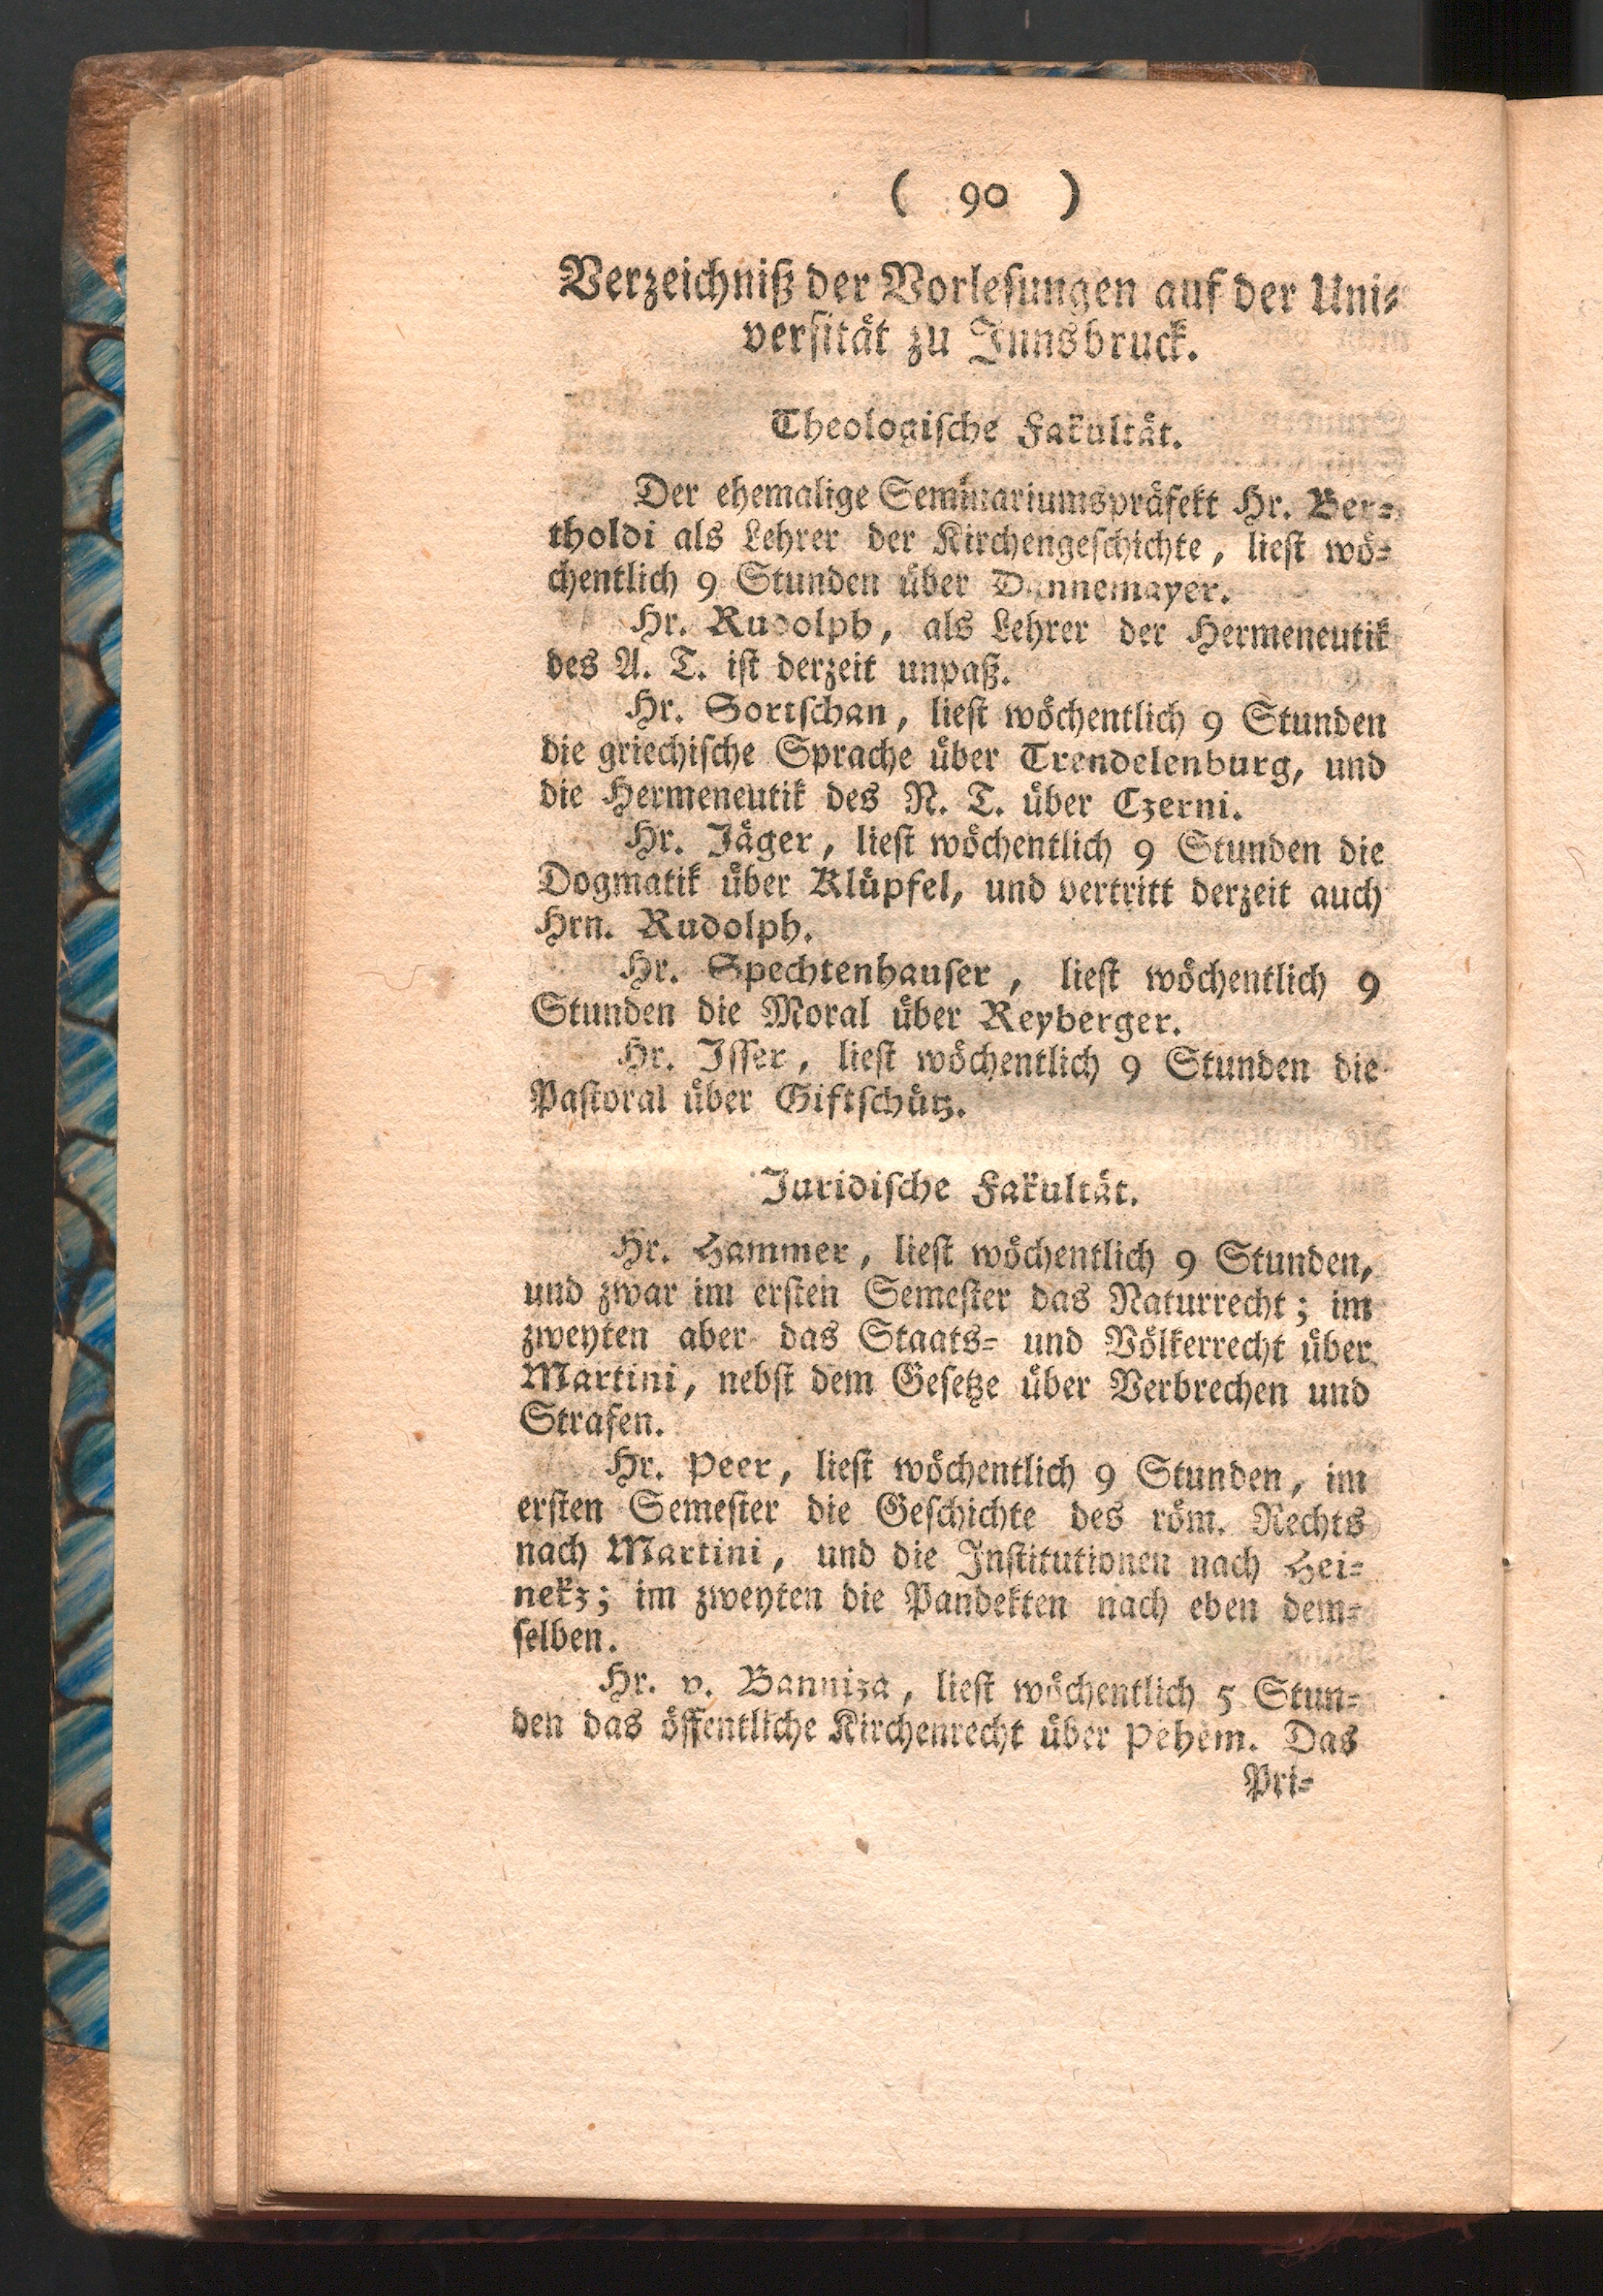 ( 90 )
Verzeichniß der Vorlesungen auf der Uni-
versität zu Innsbruck.
Theologische Fakultät.
Der ehemalige Seminariumspräfekt Hr. Ber-
tholdi als Lehrer der Kirchengeschichte, liest wö-
chentlich 9 Stunden über Dannemayer.
Hr. Rudolph, als Lehrer der Hermeneutik
des A. T. ist derzeit unpaß.
Hr. Sortschan, liest wöchentlich 9 Stunden
die griechische Sprache über Trendelenburg, und
die Hermeneutik des N. T. über Czerni.
Hr. Jäger, liest wöchentlich 9 Stunden die
Dogmatik über Klüpfel, und vertritt derzeit auch
Hrn. Rudolph.
Hr. Spechtenhauser, liest wöchentlich 9
Stunden die Moral über Reyberger.
Hr. Isser, liest wöchentlich 9 Stunden die
Pastoral über Giftschütz.
Juridische Fakultät.
Hr. Hammer, liest wöchentlich 9 Stunden,
und zwar im ersten Semester das Naturrecht; im
zweyten aber das Staats- und Völkerrecht über
Martini, nebst dem Gesetze über Verbrechen und
Strafen.
Hr. Peer, liest wöchentlich 9 Stunden, im
ersten Semester die Geschichte des röm. Rechts
nach Martini, und die Institutionen nach Hei-
nekz; im zweyten die Pandekten nach eben dem-
selben.
Hr. v. Banniza, liest wöchentlich 5 Stun-
den das öffentliche Kirchenrecht über Pehem. Das
Pri-